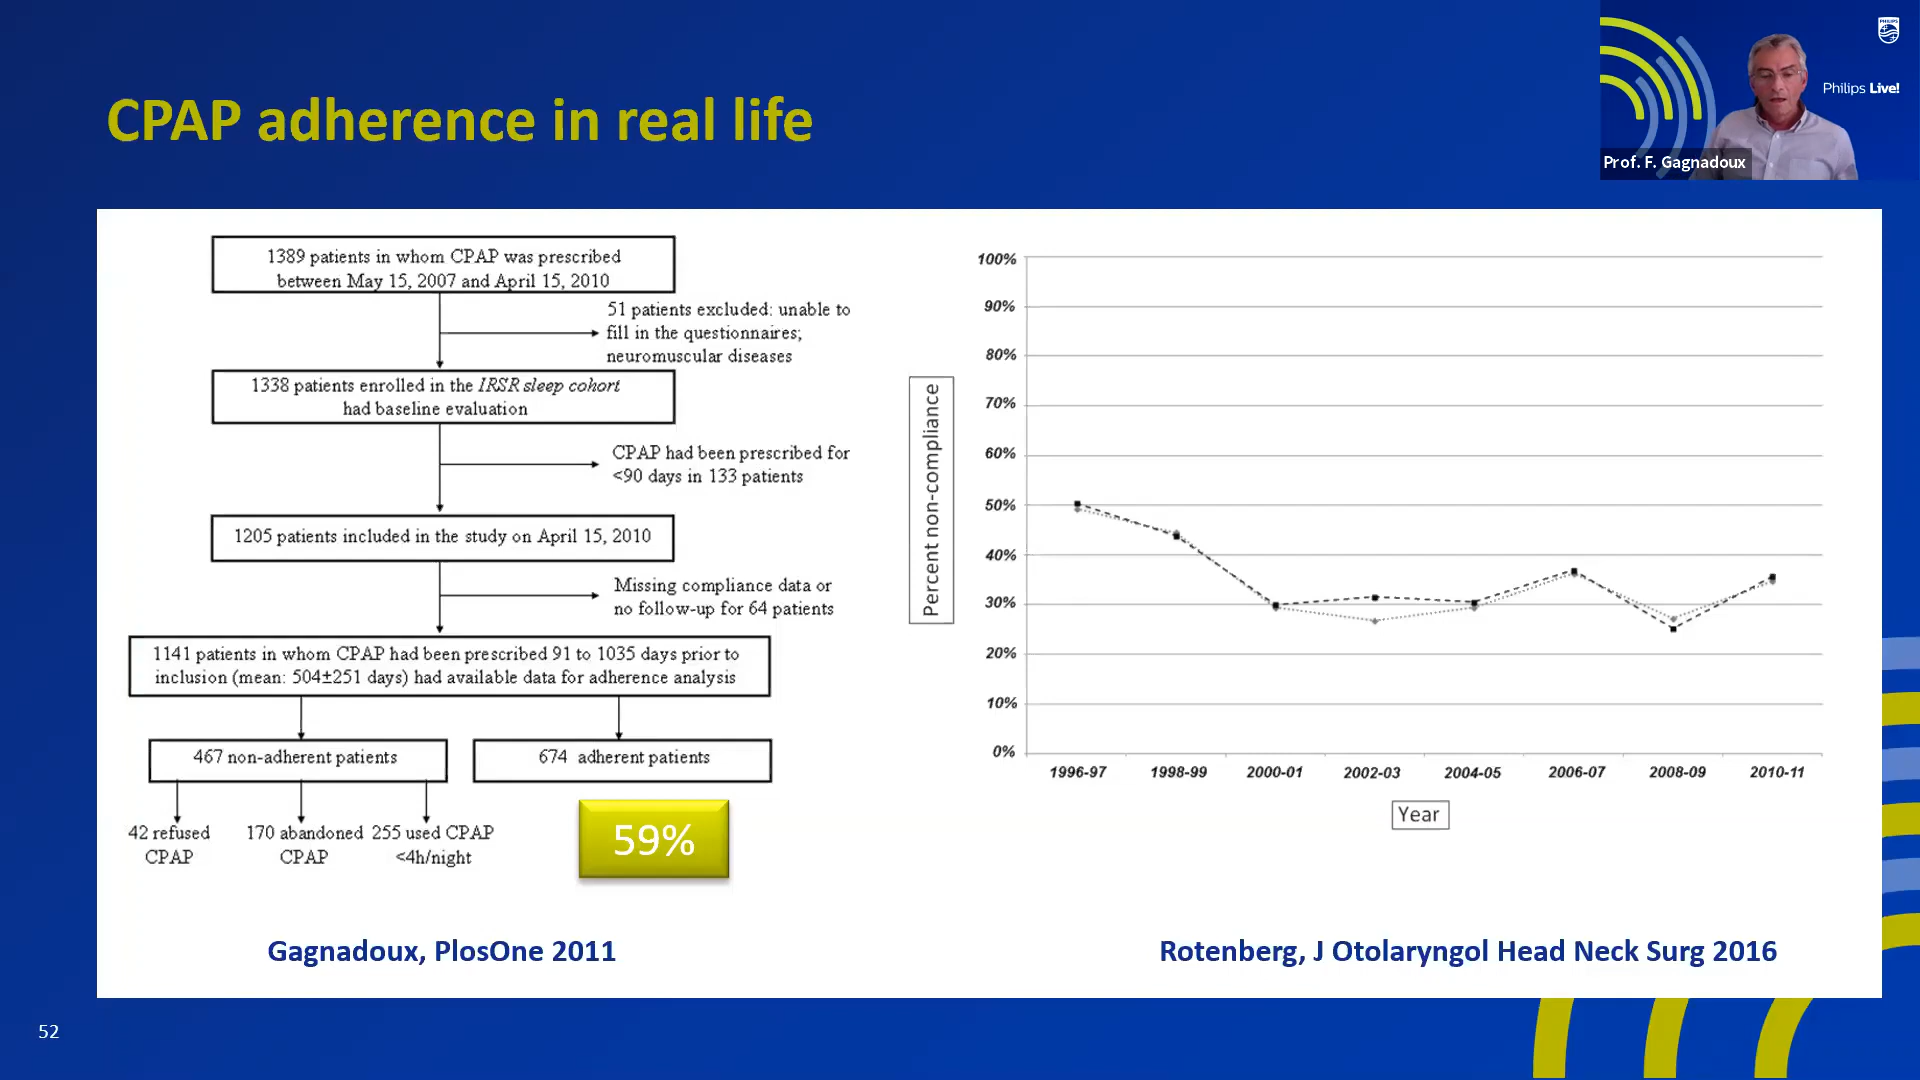 PHILIPS
Philips Live!
Prof. F. Gagnadoux
CPAP adherence in real life
1389 patients in whom CPAP was prescribed
between May 15, 2007 and April 15, 2010
51 patients excluded: unable to
fill in the questionnaires;
neuromuscular diseases
1338 patients enrolled in the IRSR sleep cohort
had baseline evaluation
CPAP had been prescribed for
<90 days in 133 patients
1205 patients included in the study on April 15, 2010
Missing compliance data or
no follow-up for 64 patients
1141 patients in whom CPAP had been prescribed 91 to 1035 days prior to
inclusion (mean: 504±251 days) had available data for adherence analysis
467 non-adherent patients
674 adherent patients
42 refused
CPAP
170 abandoned
CPAP
255 used CPAP
<4h/night
59%
Gagnadoux, PlosOne 2011
Percent non-compliance
100%
90%
80%
70%
60%
50%
40%
30%
20%
10%
0%
1996-97
1998-99
2000-01
2002-03
2004-05
2006-07
2008-09
2010-11
Year
Rotenberg, J Otolaryngol Head Neck Surg 2016
52